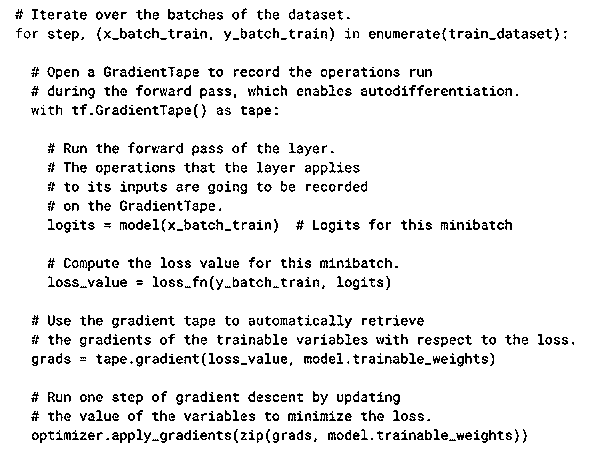 # Iterate over the batches of the dataset.
for step, (x_batch_train, y_batch_train) in enumerate(train_dataset):
# Open a GradientTape to record the operations run
# during the forward pass, which enables autodifferentiation.
with tf.GradientTape() as tape:
# Run the forward pass of the layer.
# The operations that the layer applies
# to its inputs are going to be recorded
# on the GradientTape.
logits = model(x_batch_train)  # Logits for this minibatch
# Compute the loss value for this minibatch.
loss_value = loss_fn(y_batch_train, logits)
# Use the gradient tape to automatically retrieve
# the gradients of the trainable variables with respect to the loss.
grads = tape.gradient(loss_value, model.trainable_weights)
# Run one step of gradient descent by updating
# the value of the variables to minimize the loss.
optimizer.apply_gradients(zip(grads, model.trainable_weights))